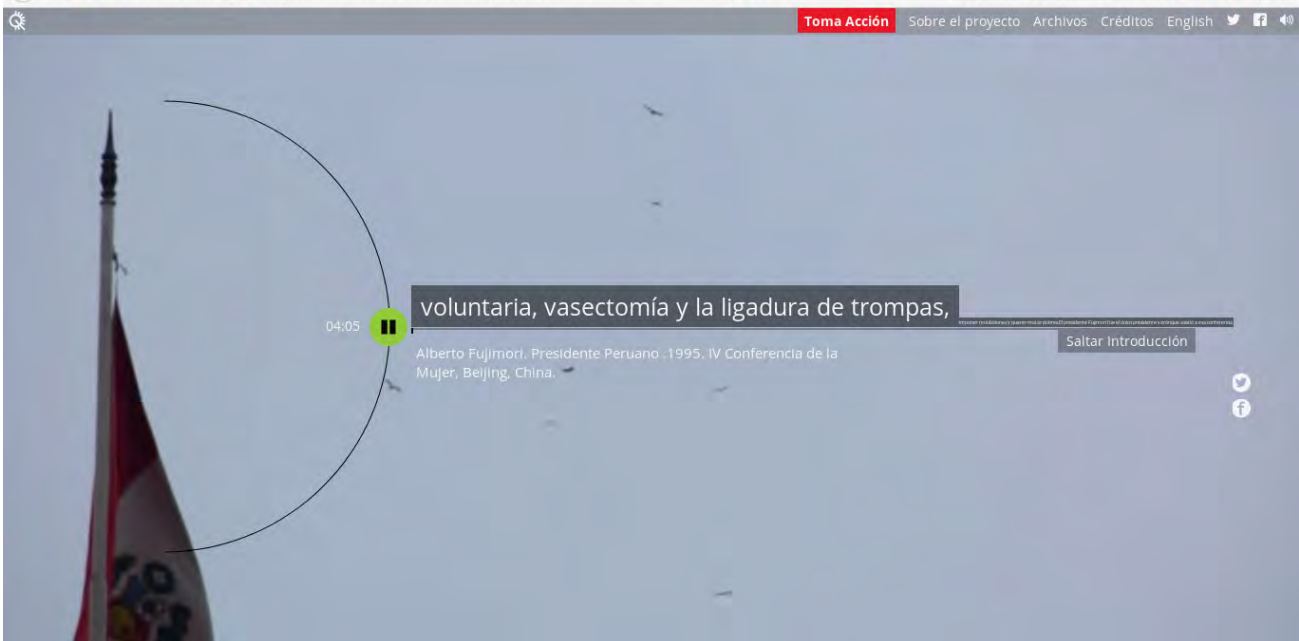 Toma Acción Sobre el proyecto Archivos Créditos English
voluntaria, vasectomía y la ligadura de trompas,
04:05
Saltar Introducción
Alberto Fujimori. Presidente Peruano .1995. IV Conferencia de la
Mujer, Beijing, China.